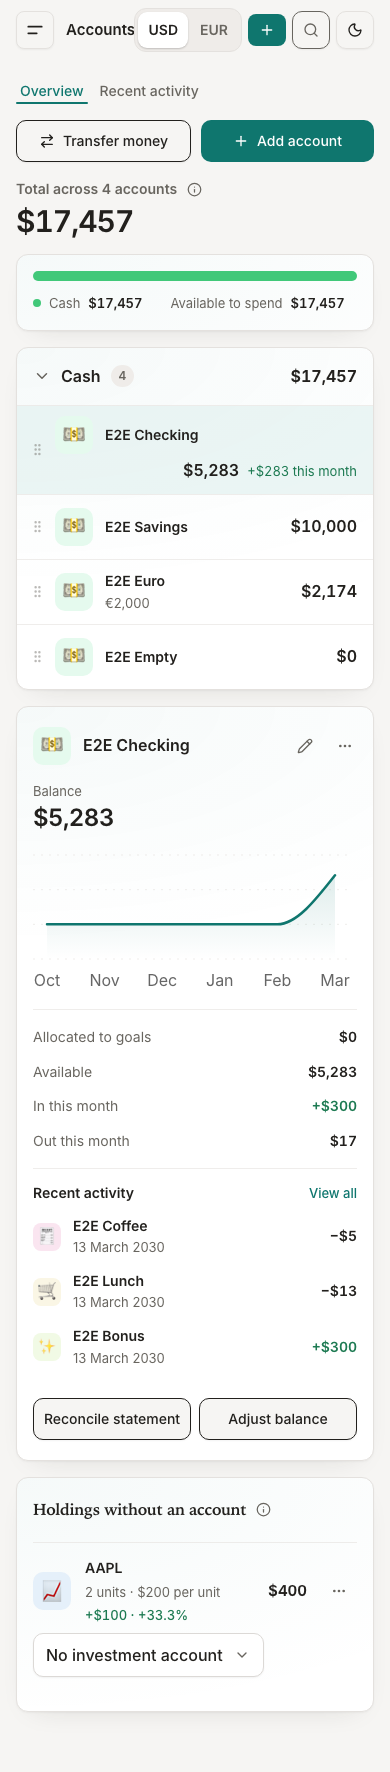 Accounts USD EUR
Overview Recent activity
Transfer money Add account
Total across 4 accounts
$17,457
Cash $17,457 Available to spend $17,457
Cash 4 $17,457
E2E Checking
$5,283 +$283 this month
E2E Savings $10,000
E2E Euro
€2,000
$2,174
E2E Empty $0
E2E Checking
Balance
$5,283
Oct Nov Dec Jan Feb Mar
Allocated to goals $0
Available $5,283
In this month +$300
Out this month $17
Recent activity View all
E2E Coffee
13 March 2030
−$5
E2E Lunch
13 March 2030
−$13
E2E Bonus
13 March 2030
+$300
Reconcile statement Adjust balance
Holdings without an account
AAPL
2 units · $200 per unit
+$100 · +33.3%
$400
No investment account